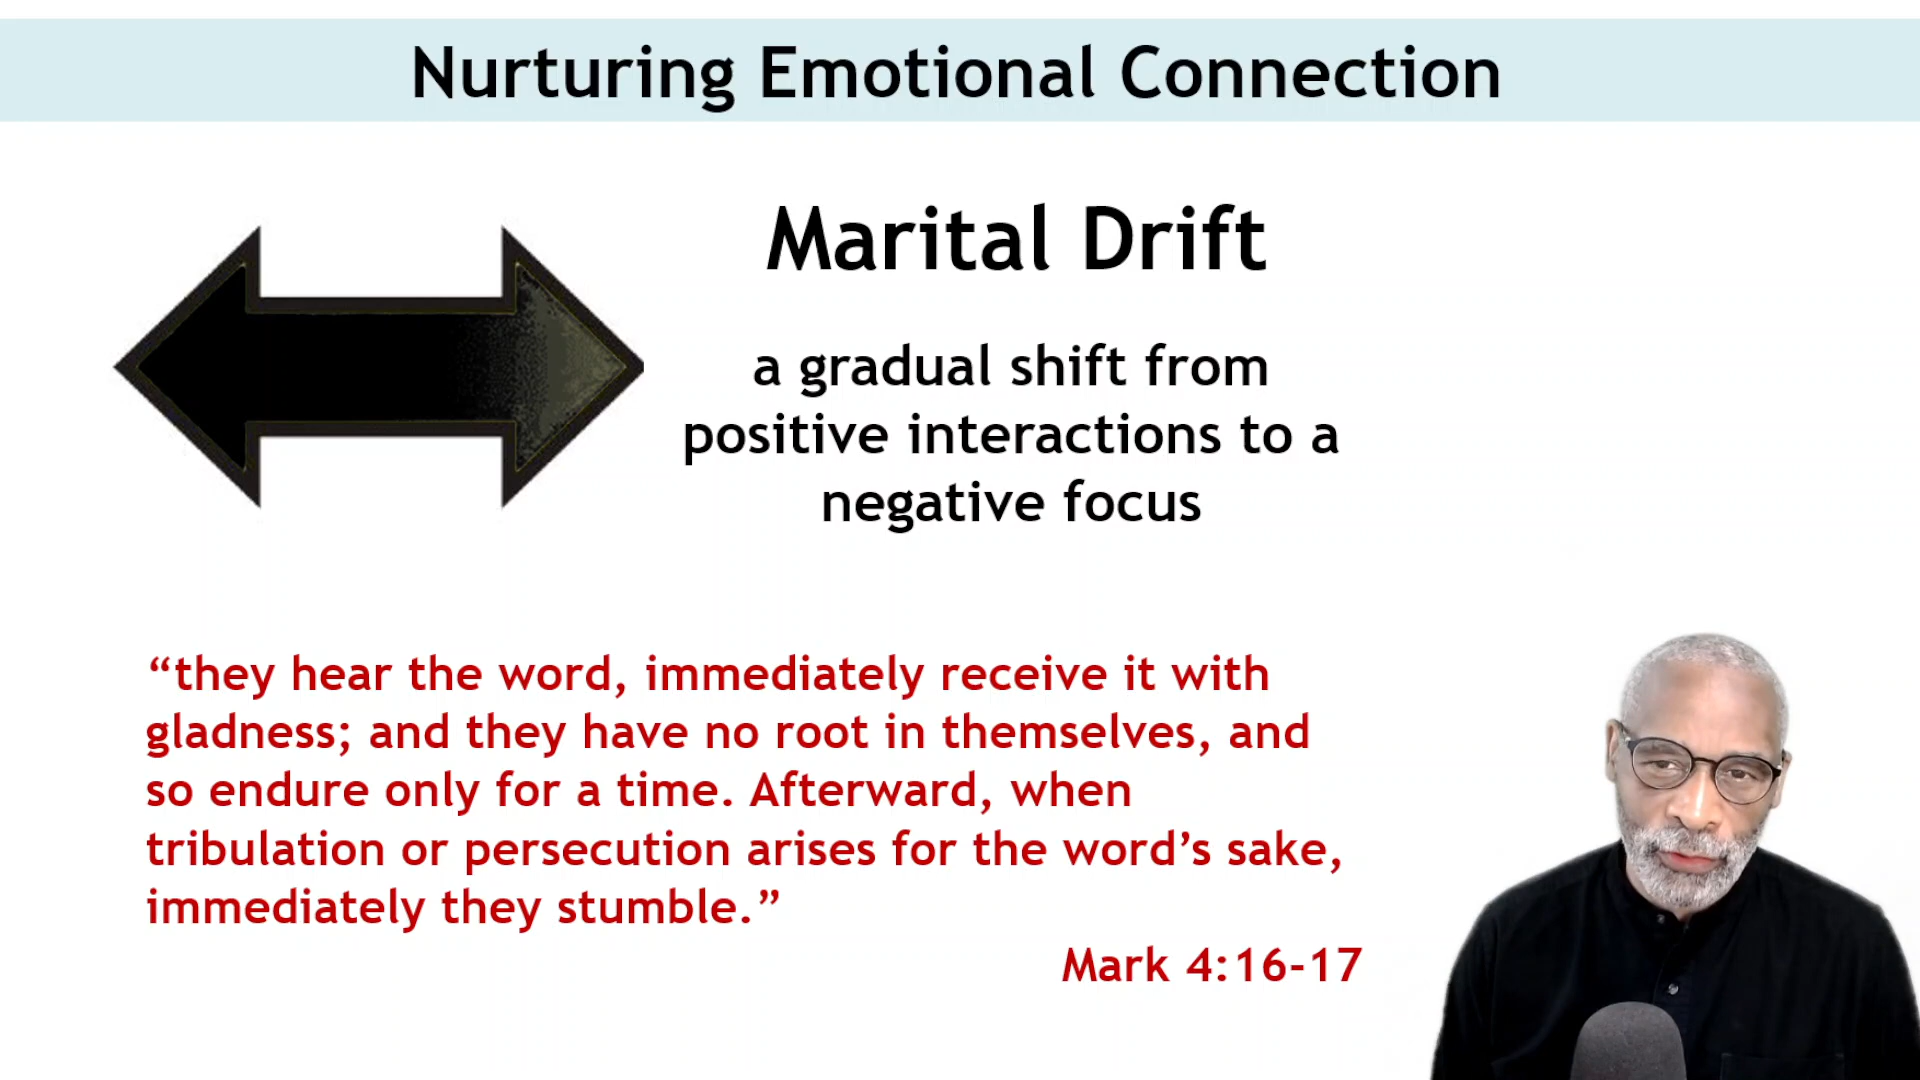 Nurturing Emotional Connection
Marital Drift
a gradual shift from
positive interactions to a
negative focus
“they hear the word, immediately receive it with
gladness; and they have no root in themselves, and
so endure only for a time. Afterward, when
tribulation or persecution arises for the word’s sake,
immediately they stumble.”
Mark 4:16-17